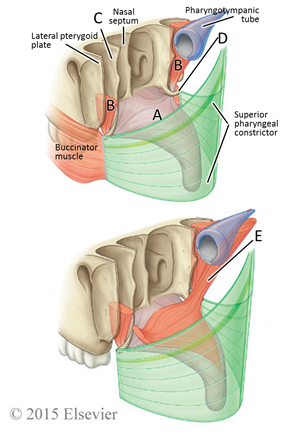 Nasal
septum
Pharyngotympanic
tube
C
D
Lateral pterygoid
plate
B
B
A
Superior
pharyngeal
constrictor
Buccinator
muscle
E
© 2015 Elsevier